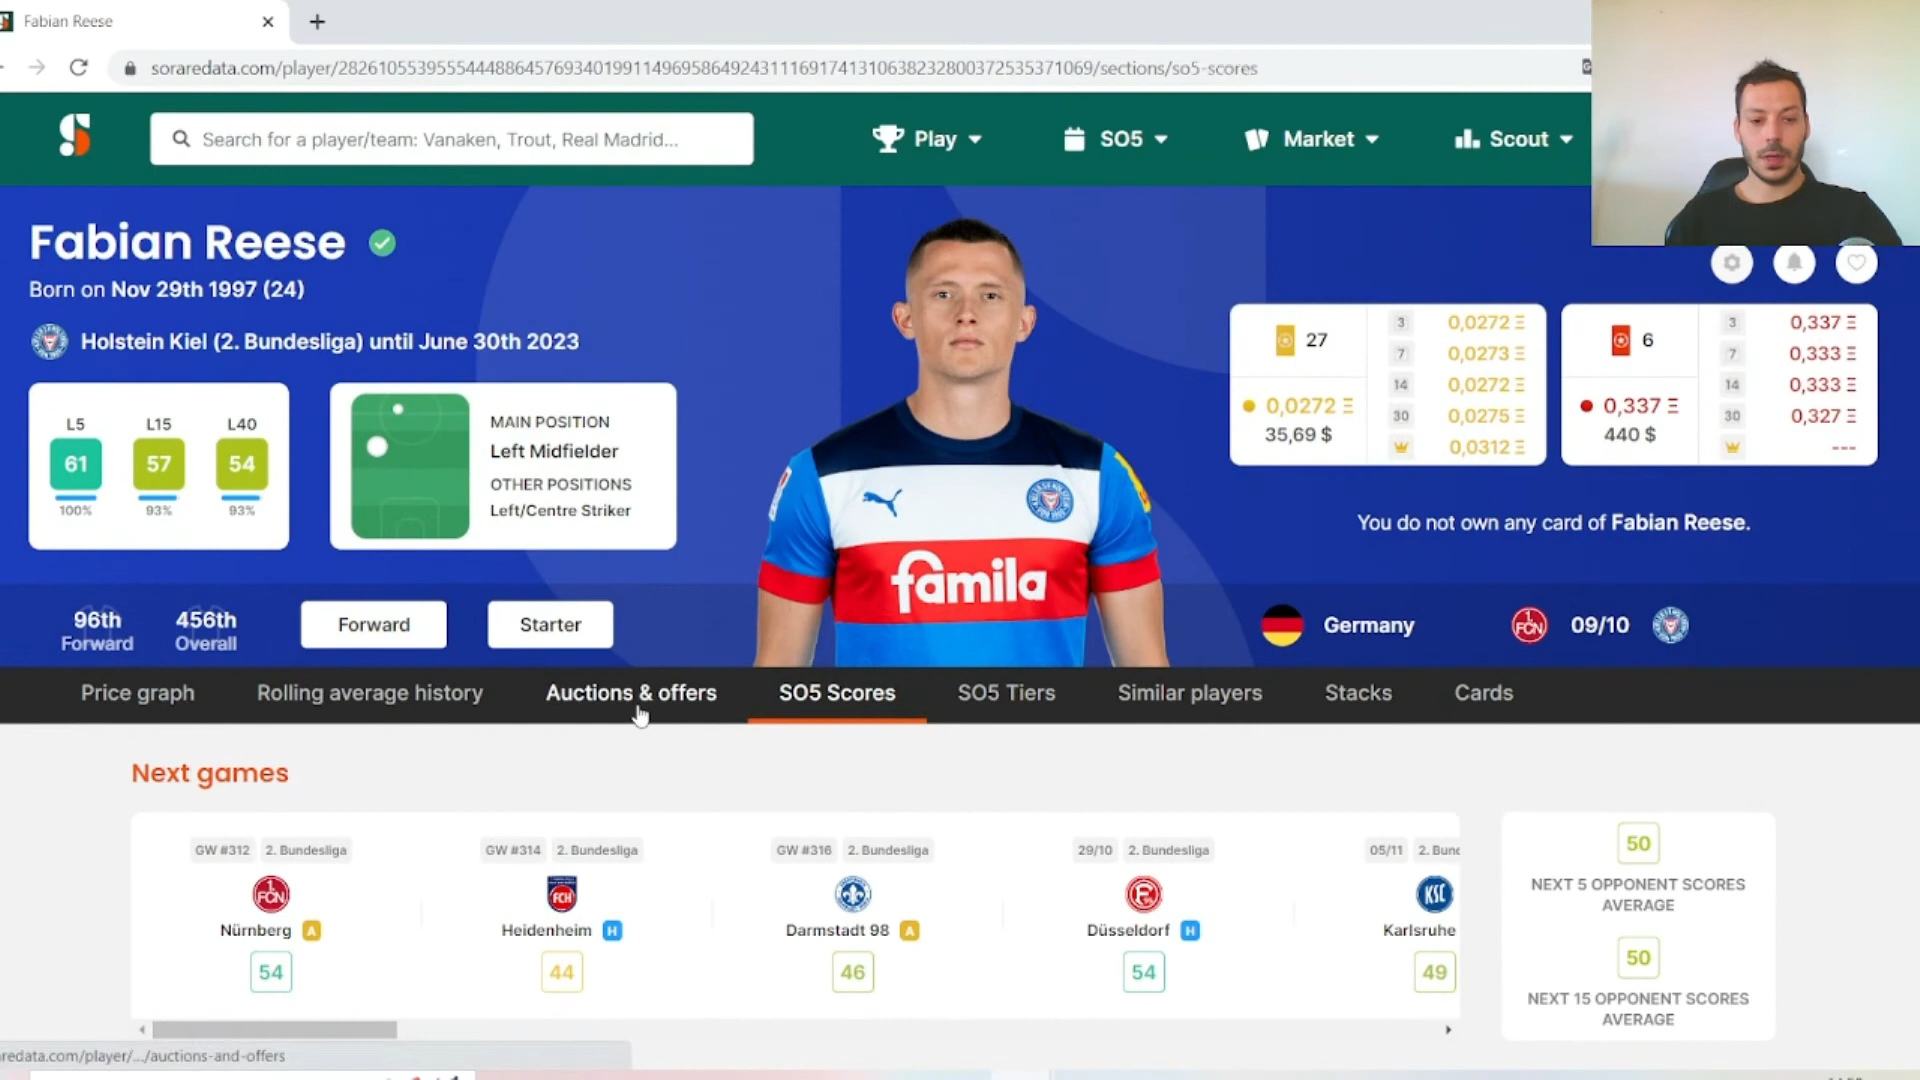 Fabian Reese
soraredata.com/player/28261055395554448864576934019911496958649243111691741310638232800372535371069/sections/so5-scores
Search for a player/team: Vanaken, Trout, Real Madrid...
Play
SO5
Market
Scout
Fabian Reese
Born on Nov 29th 1997 (24)
Holstein Kiel (2. Bundesliga) until June 30th 2023
L5 L15 L40
61 57 54
100% 93% 93%
MAIN POSITION
Left Midfielder
OTHER POSITIONS
Left/Centre Striker
famila
27
0,0272 Ξ
35,69 $
3 0,0272 Ξ
7 0,0273 Ξ
14 0,0272 Ξ
30 0,0275 Ξ
0,0312 Ξ
6
0,337 Ξ
440 $
3 0,337 Ξ
7 0,333 Ξ
14 0,333 Ξ
30 0,327 Ξ
---
You do not own any card of Fabian Reese.
96th
Forward
456th
Overall
Forward
Starter
Germany
1. FCN
09/10
Price graph
Rolling average history
Auctions & offers
SO5 Scores
SO5 Tiers
Similar players
Stacks
Cards
Next games
GW #312 2. Bundesliga
1. FCN
Nürnberg A
54
GW #314 2. Bundesliga
FCH
Heidenheim H
44
GW #316 2. Bundesliga
Darmstadt 98 A
46
29/10 2. Bundesliga
Düsseldorf H
54
05/11 2. Bund
KSC
Karlsruhe
49
50
NEXT 5 OPPONENT SCORES
AVERAGE
50
NEXT 15 OPPONENT SCORES
AVERAGE
redata.com/player/.../auctions-and-offers